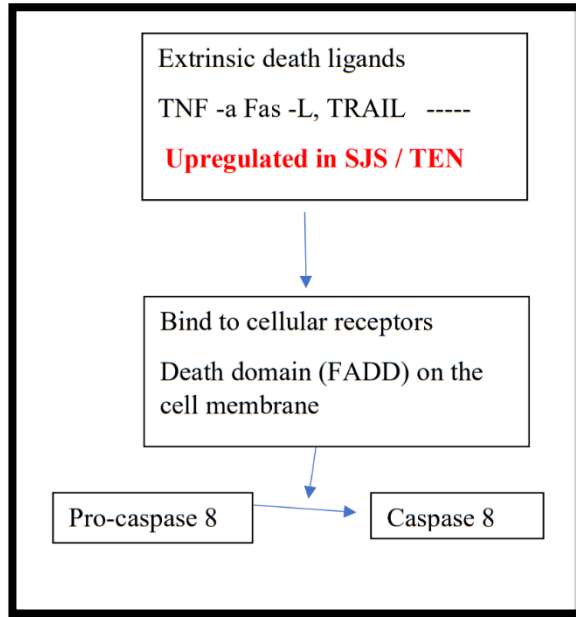 Extrinsic death ligands
TNF -a Fas -L, TRAIL -----
Upregulated in SJS / TEN
Bind to cellular receptors
Death domain (FADD) on the
cell membrane
Pro-caspase 8
Caspase 8